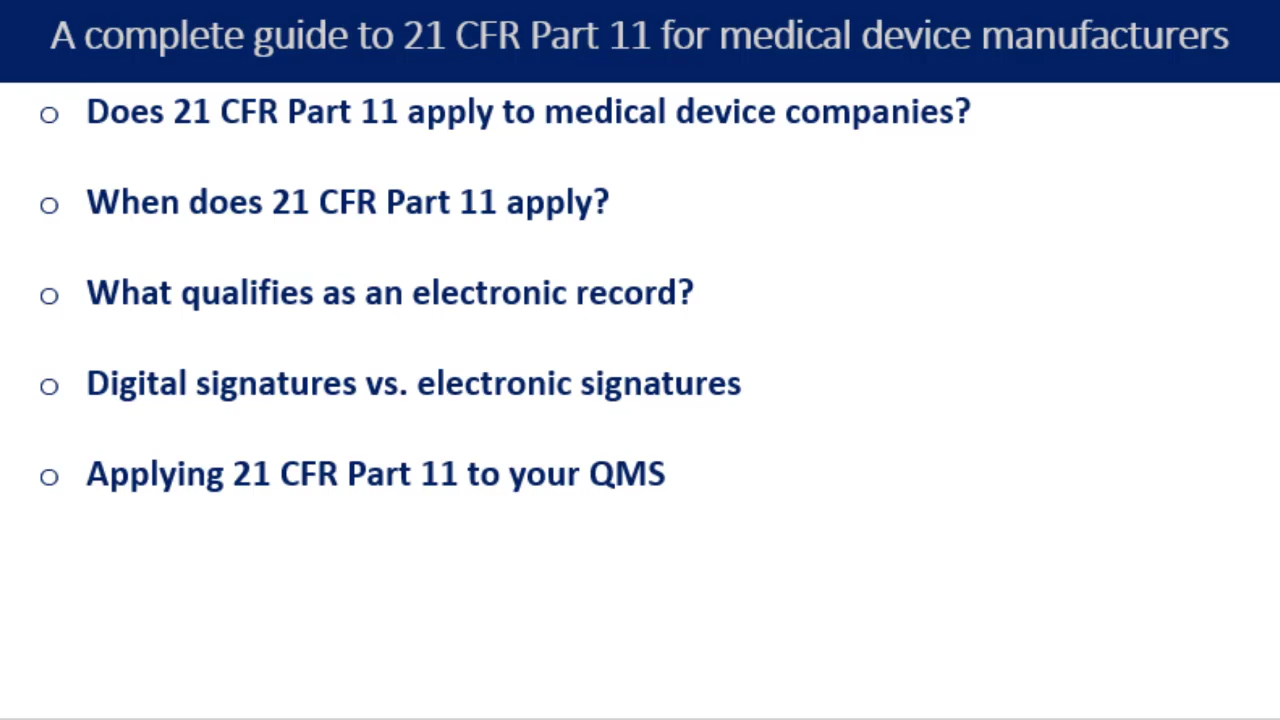 A complete guide to 21 CFR Part 11 for medical device manufacturers
o Does 21 CFR Part 11 apply to medical device companies?
o When does 21 CFR Part 11 apply?
o What qualifies as an electronic record?
o Digital signatures vs. electronic signatures
o Applying 21 CFR Part 11 to your QMS